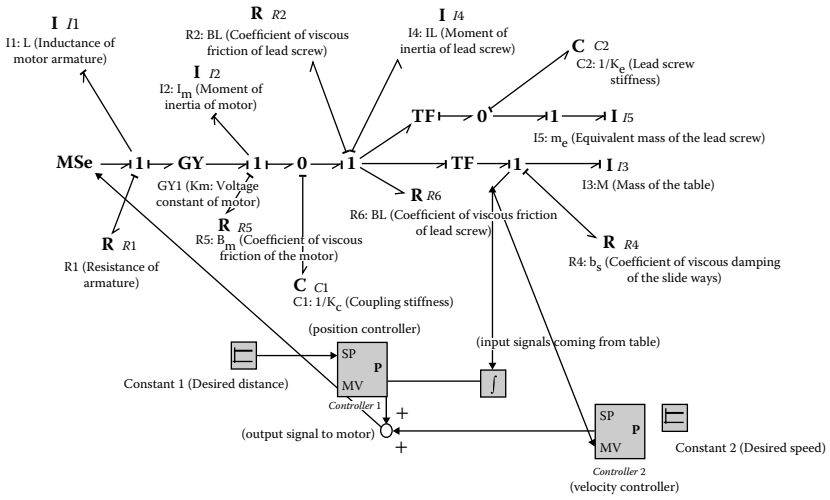 I I1
I1: L (Inductance of
motor armature)
R R2
R2: BL (Coefficient of viscous
friction of lead screw)
I I4
I4: IL (Moment of
inertia of lead screw)
C C2
C2: 1/Ke (Lead screw
stiffness)
I I2
I2: Im (Moment of
inertia of motor)
TF 0 1 I I5
I5: me (Equivalent mass of the lead screw)
MSe 1 GY 1 0 1 TF 1 I I3
I3:M (Mass of the table)
GY1 (Km: Voltage
constant of motor)
R R6
R6: BL (Coefficient of viscous friction
of lead screw)
R R5
R5: Bm (Coefficient of viscous
friction of the motor)
R R1
R1 (Resistance of
armature)
R R4
R4: bs (Coefficient of viscous damping
of the slide ways)
C C1
C1: 1/Kc (Coupling stiffness)
(position controller)
(input signals coming from table)
SP
P
MV
Controller 1
∫
Constant 1 (Desired distance)
+
(output signal to motor)
+
SP
P
MV
Controller 2
(velocity controller)
Constant 2 (Desired speed)